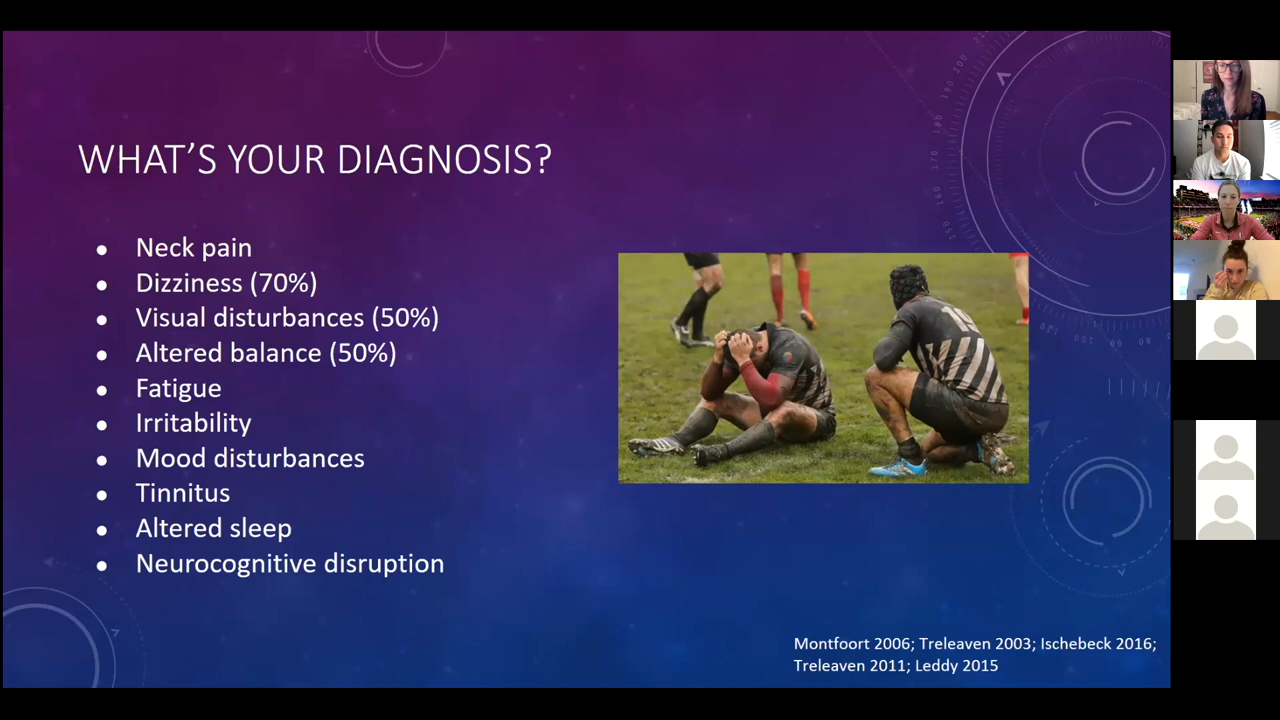 WHAT'S YOUR DIAGNOSIS?
● Neck pain
● Dizziness (70%)
● Visual disturbances (50%)
● Altered balance (50%)
● Fatigue
● Irritability
● Mood disturbances
● Tinnitus
● Altered sleep
● Neurocognitive disruption
Montfoort 2006; Treleaven 2003; Ischebeck 2016;
Treleaven 2011; Leddy 2015